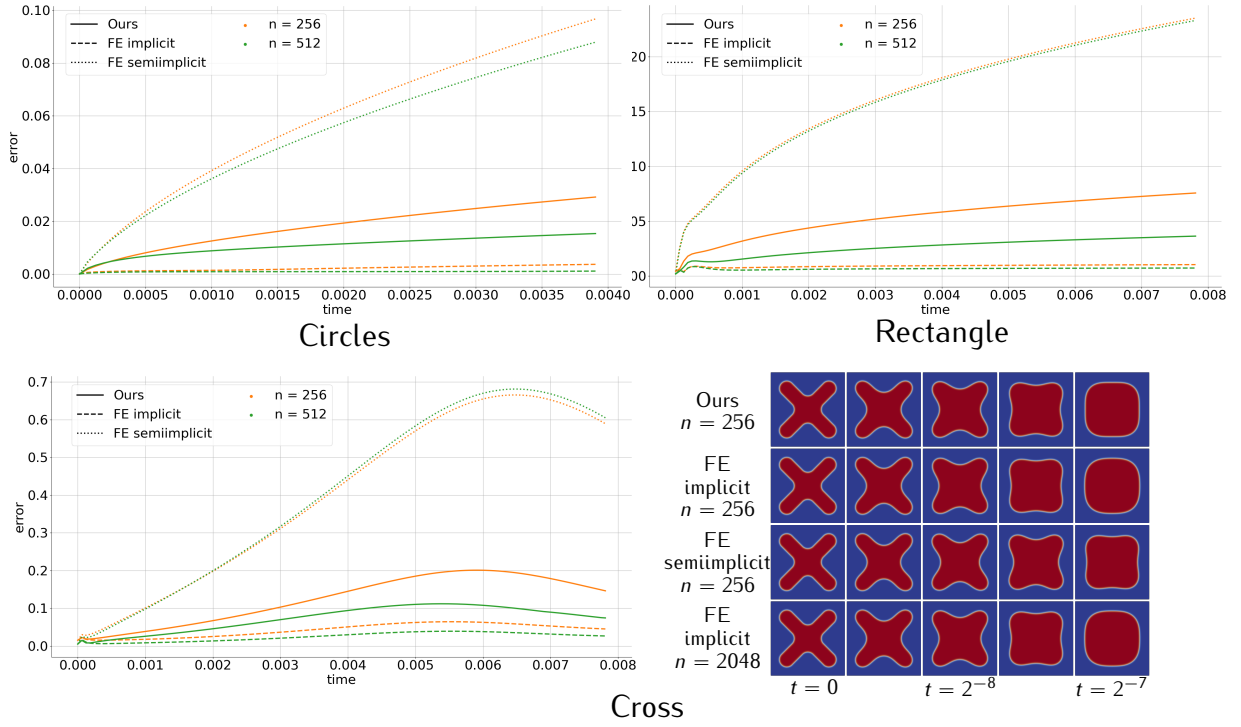 0.10
0.08
0.06
0.04
0.02
0.00
error
Ours
FE implicit
FE semiimplicit
n = 256
n = 512
0.0000 0.0005 0.0010 0.0015 0.0020 0.0025 0.0030 0.0035 0.0040
time
Circles
20
15
10
05
00
Ours
FE implicit
FE semiimplicit
n = 256
n = 512
0.000 0.001 0.002 0.003 0.004 0.005 0.006 0.007 0.008
time
Rectangle
0.7
0.6
0.5
0.4
0.3
0.2
0.1
0.0
error
Ours
FE implicit
FE semiimplicit
n = 256
n = 512
0.000 0.001 0.002 0.003 0.004 0.005 0.006 0.007 0.008
time
Ours
n = 256
FE
implicit
n = 256
FE
semiimplicit
n = 256
FE
implicit
n = 2048
t = 0 t = 2⁻⁸ t = 2⁻⁷
Cross